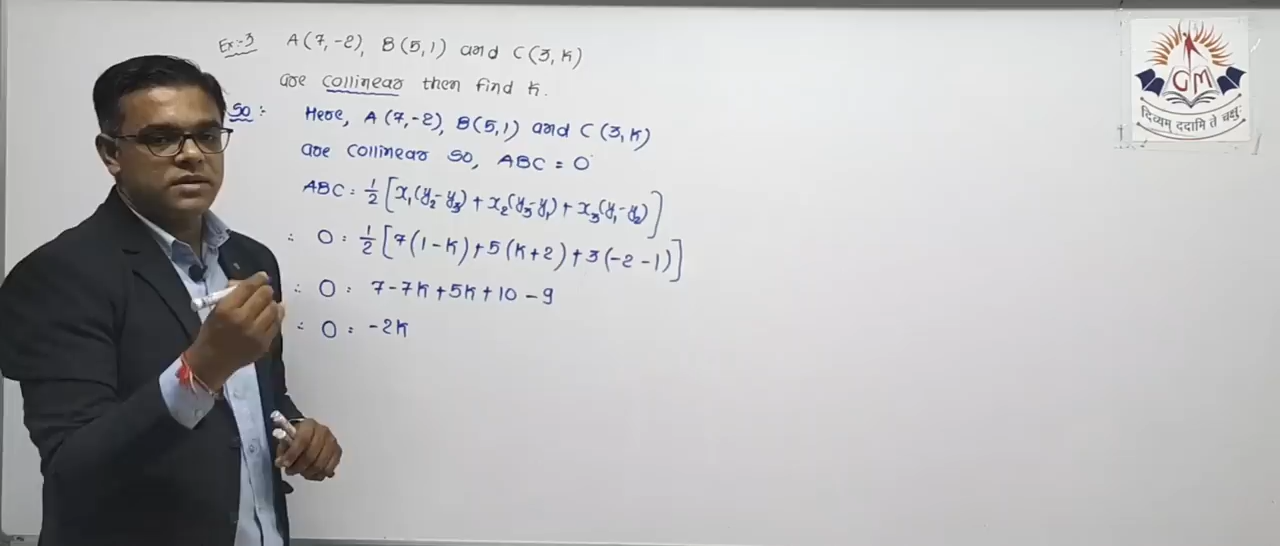 Ex:-3 A(7,-2), B(5,1) and C(3,K)
are collinear then find K.
So: Here, A(7,-2), B(5,1) and C(3,K)
are collinear so, ABC = 0
ABC = 1/2 [x₁(y₂-y₃) + x₂(y₃-y₁) + x₃(y₁-y₂)]
∴ 0 = 1/2 [7(1-K)+5(K+2)+3(-2-1)]
∴ 0 = 7-7K+5K+10-9
∴ 0 = -2K
GM
दिव्यम् ददामि ते चक्षुः